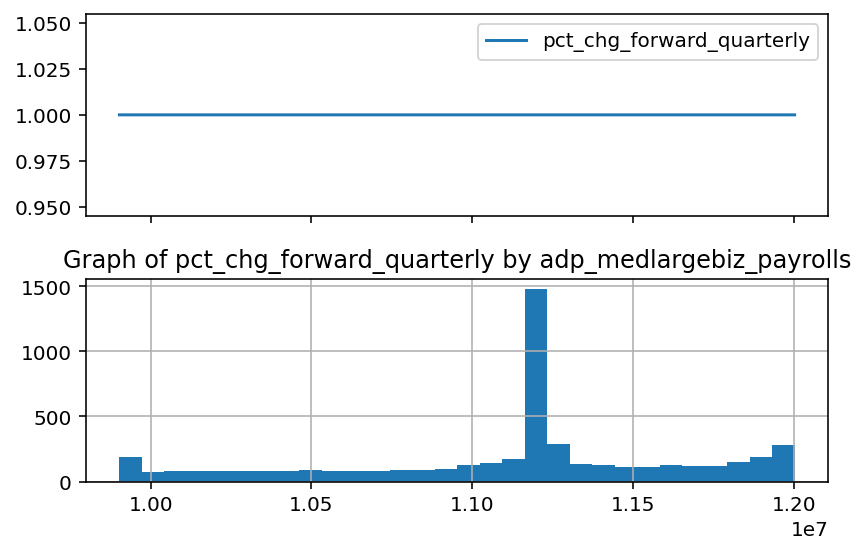 1.050
pct_chg_forward_quarterly
1.025
1.000
0.975
0.950
Graph of pct_chg_forward_quarterly by adp_medlargebiz_payrolls
1500
1000
500
0
1.00 1.05 1.10 1.15 1.20
1e7